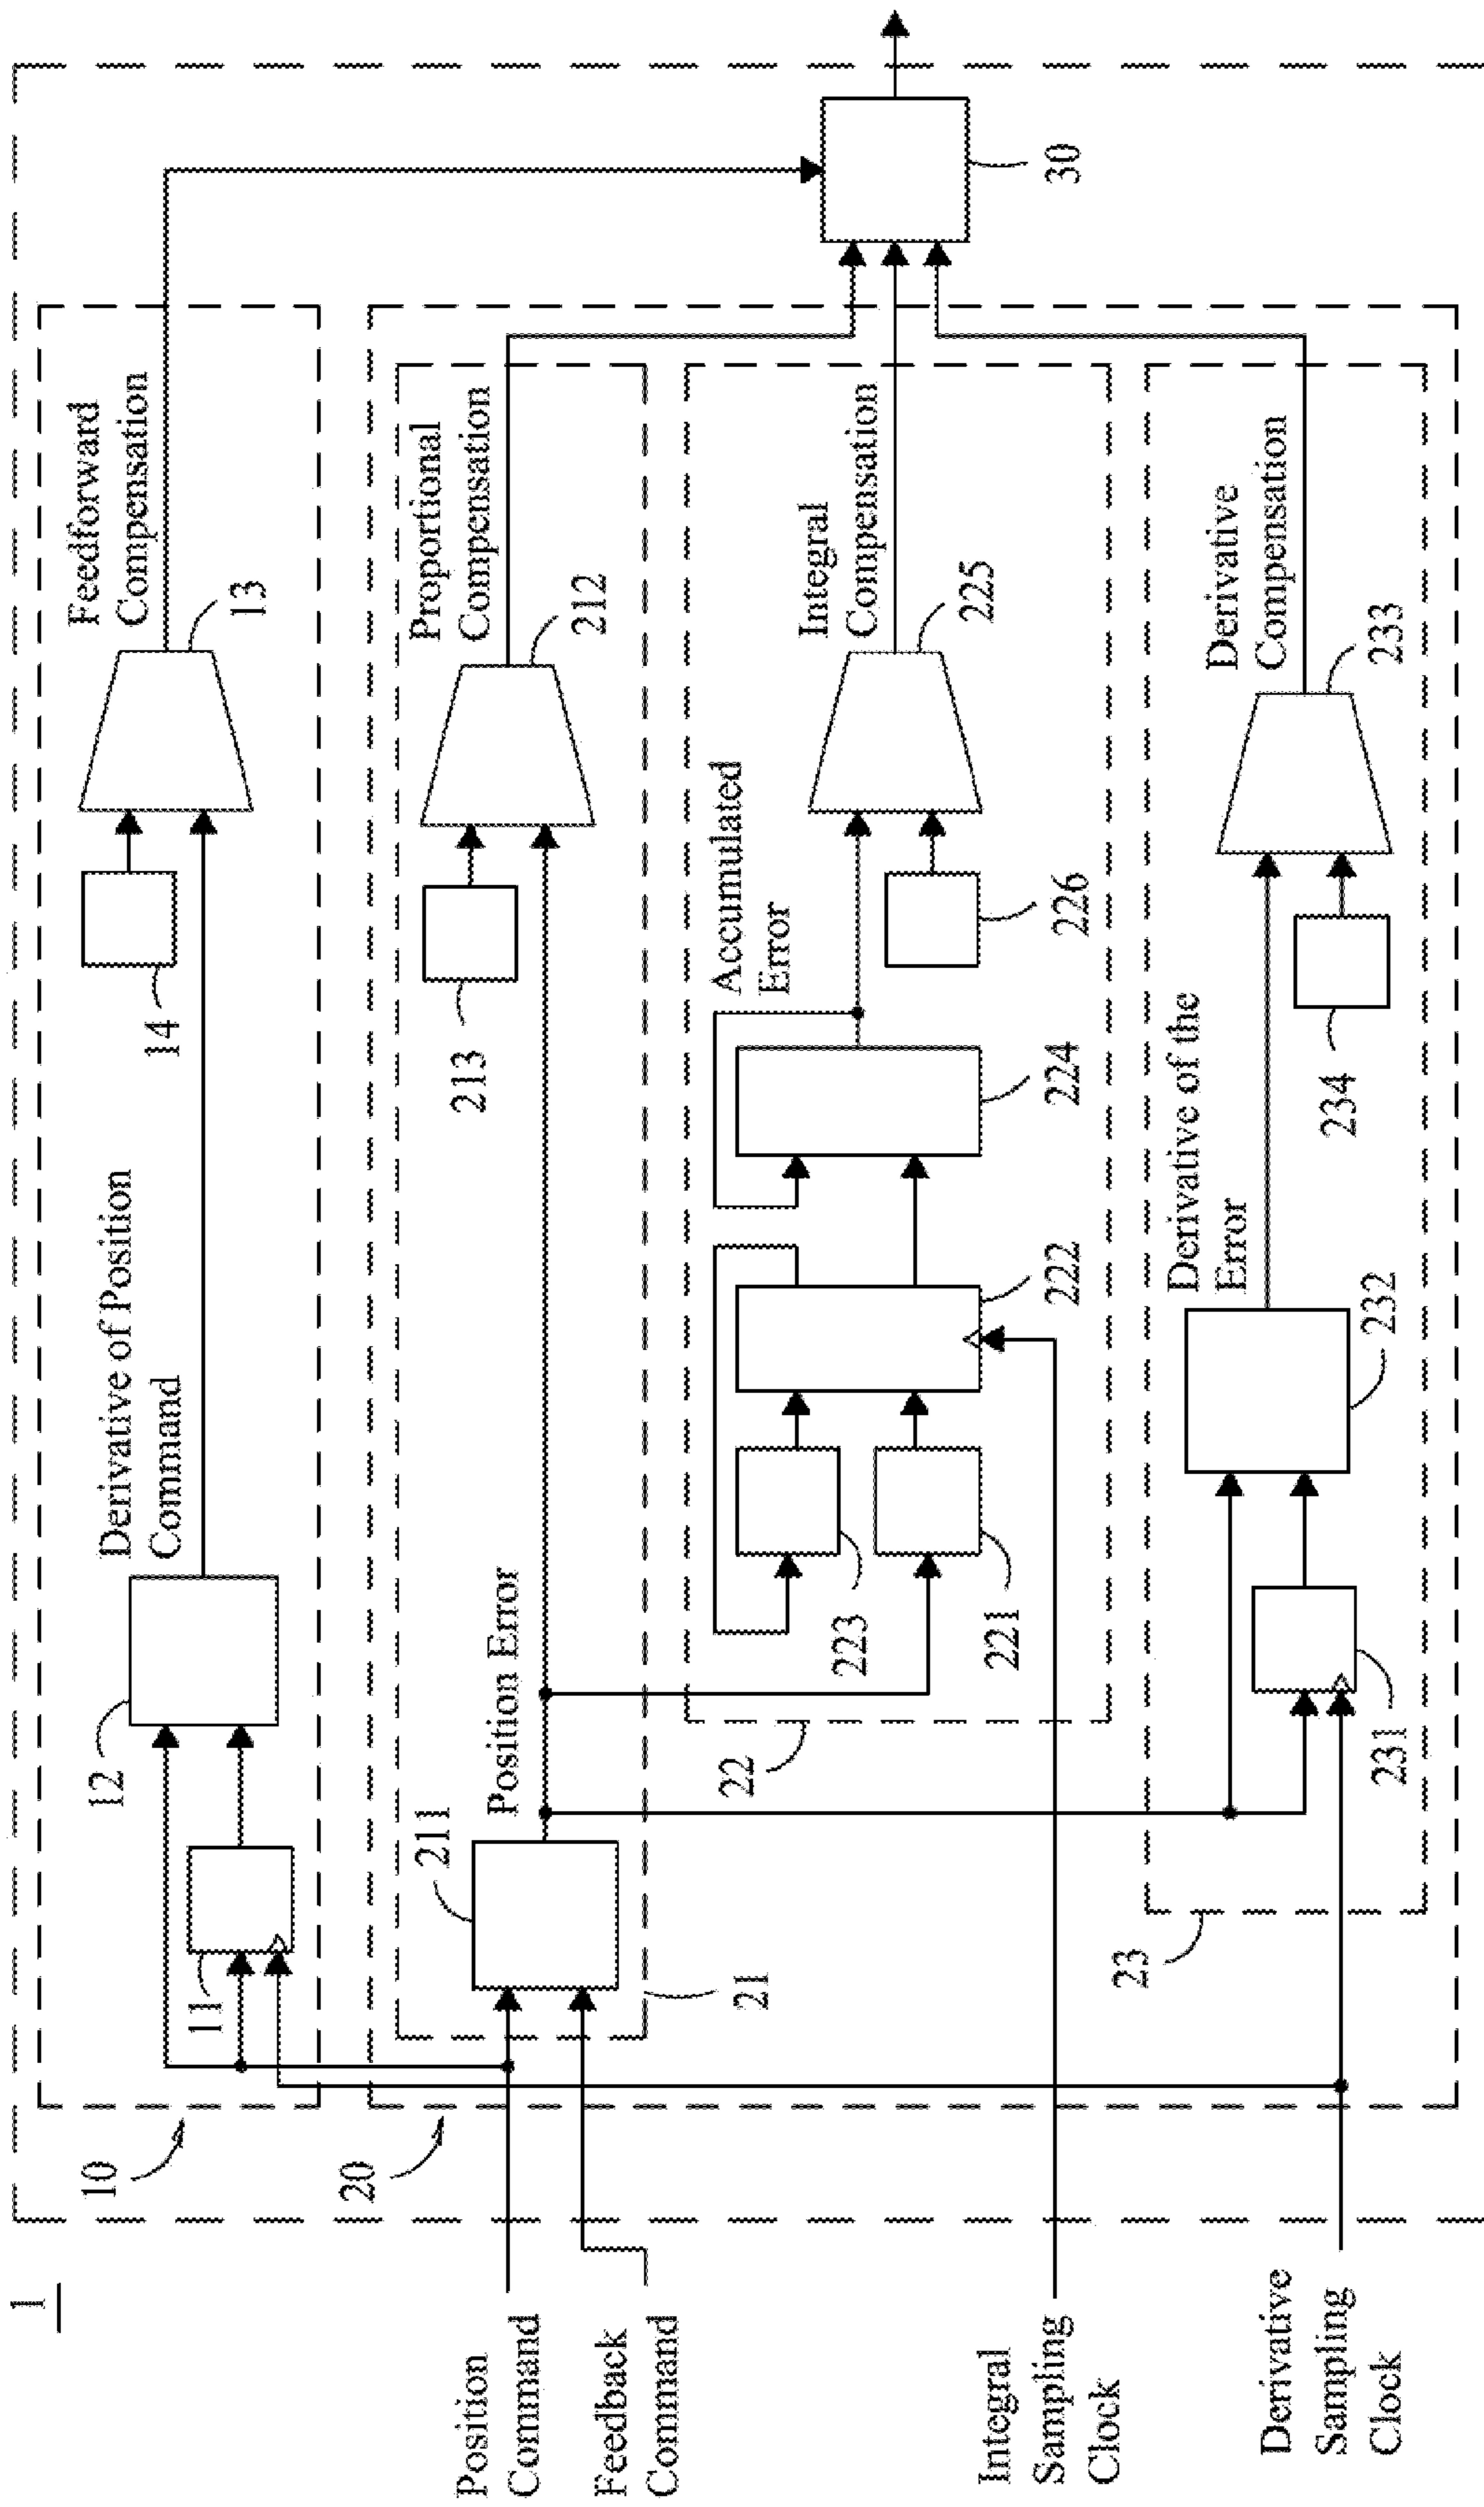 1
10
Derivative of Position
Command
Feedforward
Compensation
11
12
14
13
20
21
211
Position Error
213
Proportional
Compensation
212
Position
Command
Feedback
Command
22
223
221
222
224
Accumulated
Error
226
Integral
Compensation
225
30
Integral
Sampling
Clock
23
231
232
Derivative of the
Error
234
Derivative
Compensation
233
Derivative
Sampling
Clock